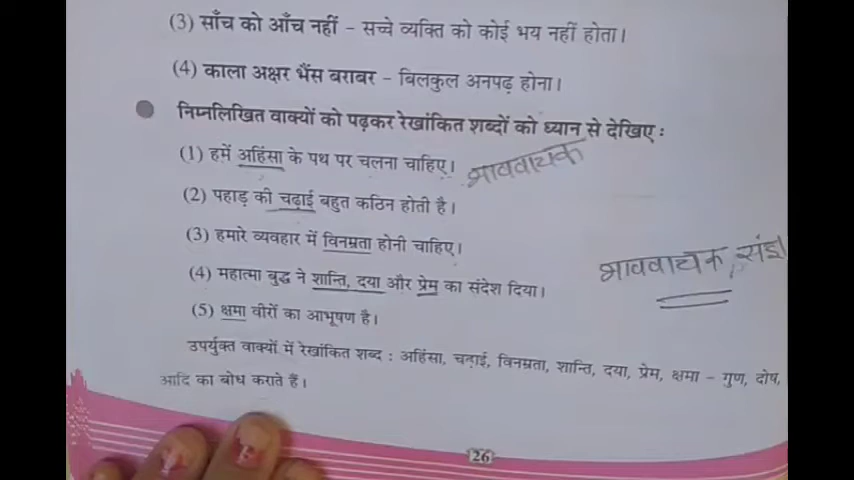 (3) साँच को आँच नहीं – सच्चे व्यक्ति को कोई भय नहीं होता।
(4) काला अक्षर भैंस बराबर – बिलकुल अनपढ़ होना।
निम्नलिखित वाक्यों को पढ़कर रेखांकित शब्दों को ध्यान से देखिए :
(1) हमें अहिंसा के पथ पर चलना चाहिए। भाववाचक
(2) पहाड़ की चढ़ाई बहुत कठिन होती है।
(3) हमारे व्यवहार में विनम्रता होनी चाहिए।
भाववाचक संज्ञा
(4) महात्मा बुद्ध ने शान्ति, दया और प्रेम का संदेश दिया।
(5) क्षमा वीरों का आभूषण है।
उपर्युक्त वाक्यों में रेखांकित शब्द : अहिंसा, चढ़ाई, विनम्रता, शान्ति, दया, प्रेम, क्षमा – गुण, दोष,
आदि का बोध कराते हैं।
26